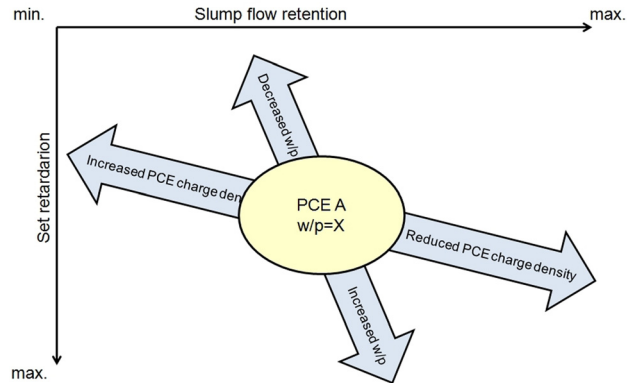 min.
Slump flow retention
max.
Decreased w/p
Set retardarion
Increased PCE charge den
PCE A
w/p=X
Reduced PCE charge density
Increased w/p
max.